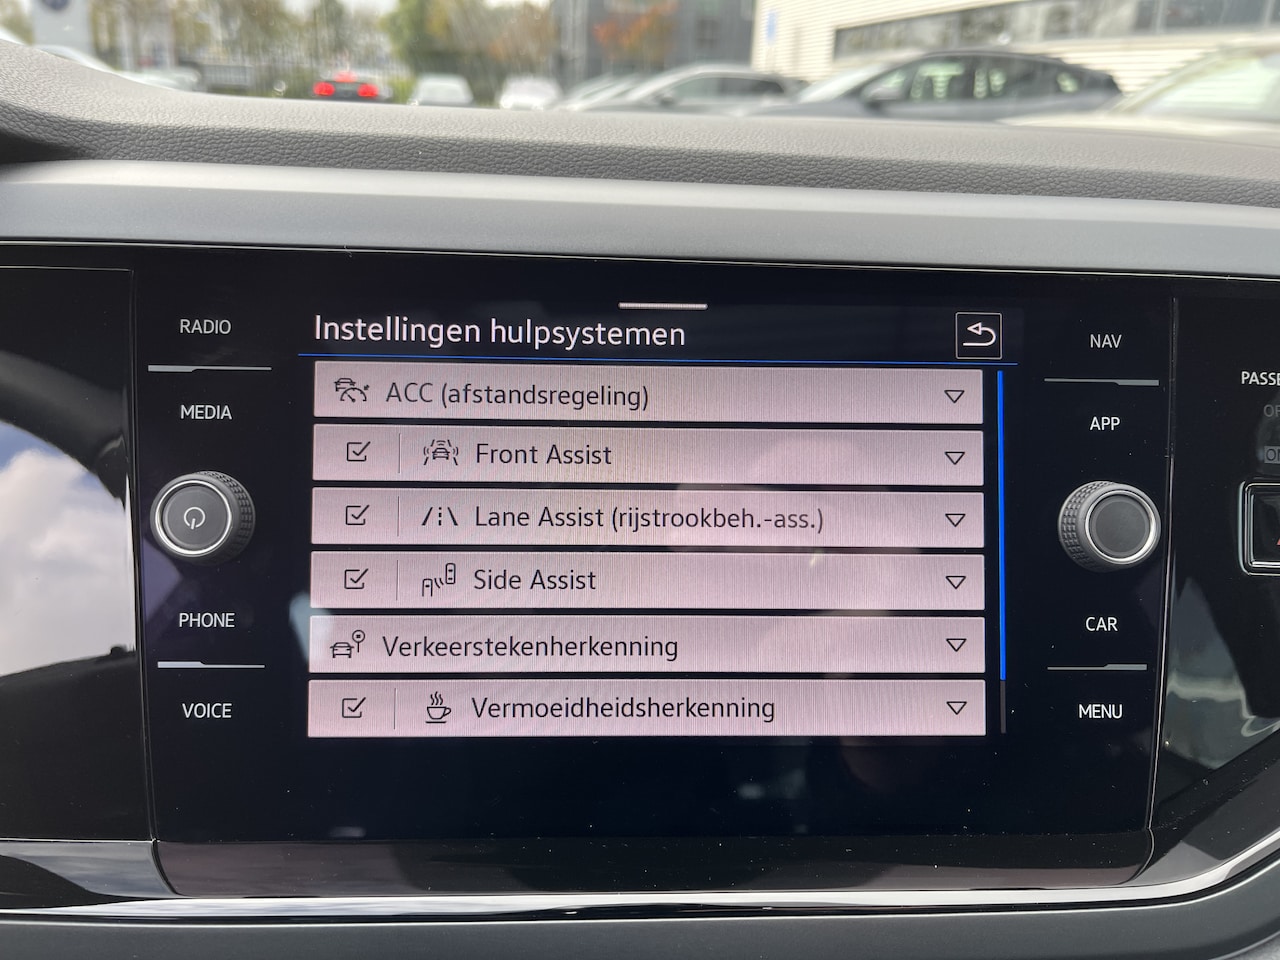 RADIO
MEDIA
PHONE
VOICE
Instellingen hulpsystemen
ACC (afstandsregeling)
Front Assist
Lane Assist (rijstrookbeh.-ass.)
Side Assist
Verkeerstekenherkenning
Vermoeidheidsherkenning
NAV
APP
CAR
MENU
PASSE